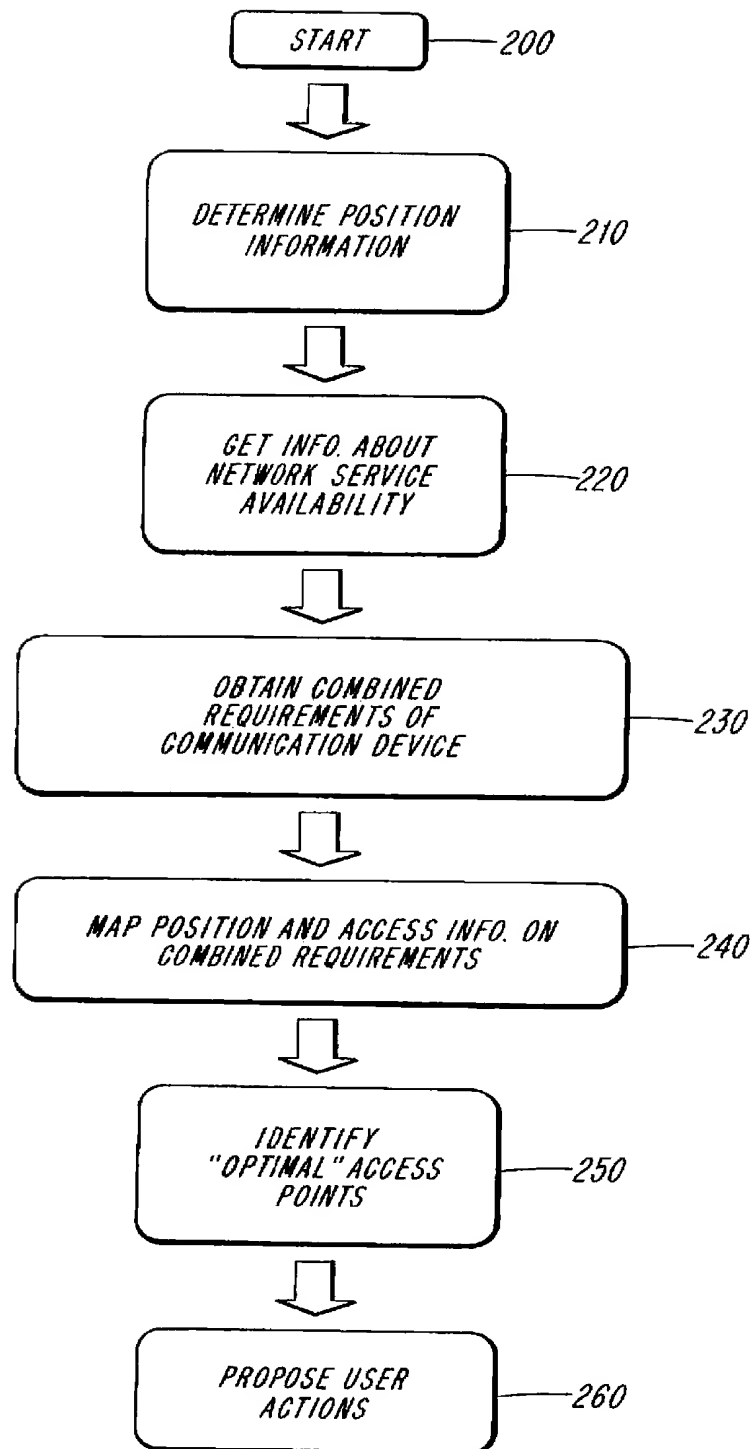 START
200
DETERMINE POSITION
INFORMATION
210
GET INFO. ABOUT
NETWORK SERVICE
AVAILABILITY
220
OBTAIN COMBINED
REQUIREMENTS OF
COMMUNICATION DEVICE
230
MAP POSITION AND ACCESS INFO. ON
COMBINED REQUIREMENTS
240
IDENTIFY
"OPTIMAL" ACCESS
POINTS
250
PROPOSE USER
ACTIONS
260